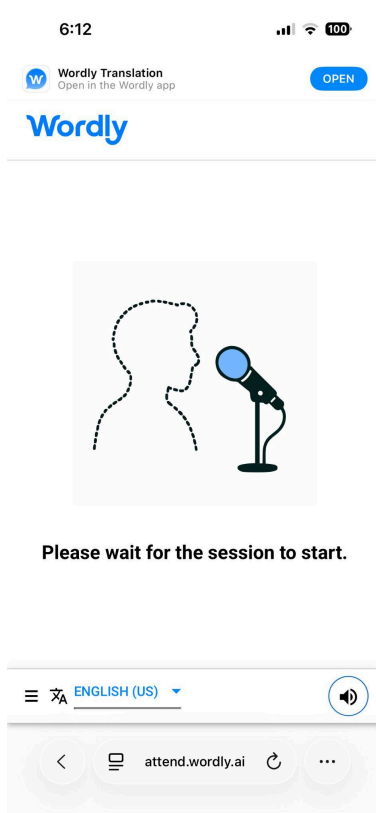 6:12
100
Wordly Translation
Open in the Wordly app
OPEN
Wordly
Please wait for the session to start.
ENGLISH (US)
attend.wordly.ai